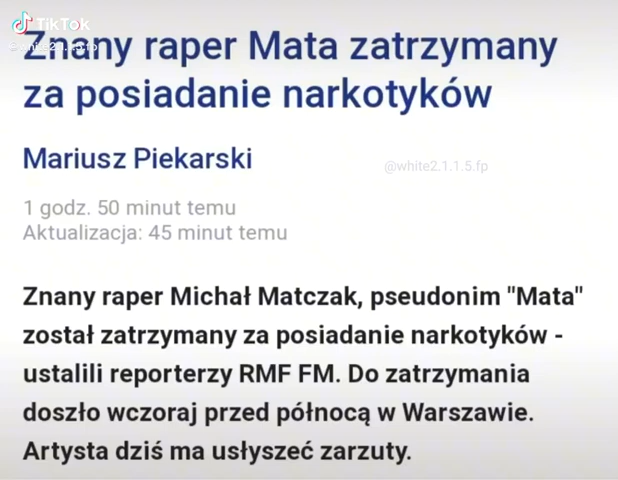 TikTok
Znany raper Mata zatrzymany
za posiadanie narkotyków
Mariusz Piekarski
@white2.1.1.5.fp
1 godz. 50 minut temu
Aktualizacja: 45 minut temu
Znany raper Michał Matczak, pseudonim "Mata"
został zatrzymany za posiadanie narkotyków -
ustalili reporterzy RMF FM. Do zatrzymania
doszło wczoraj przed północą w Warszawie.
Artysta dziś ma usłyszeć zarzuty.